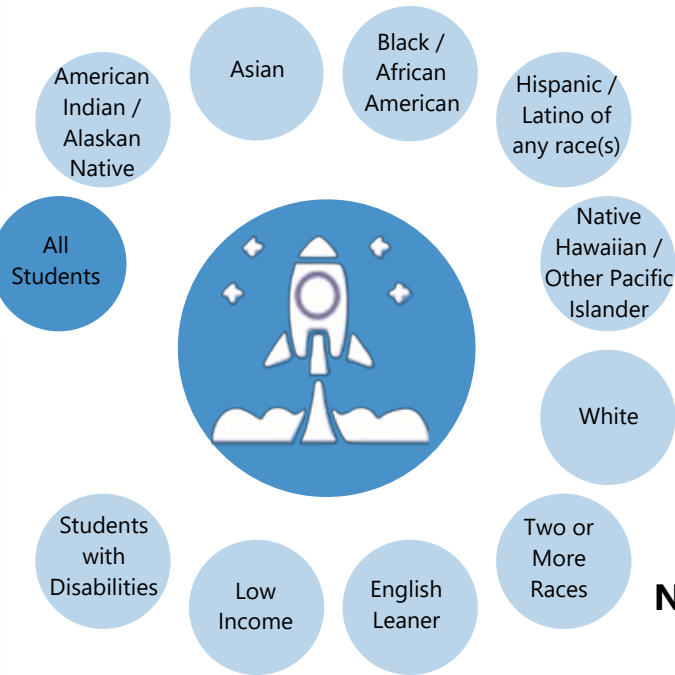 All
Students
American
Indian /
Alaskan
Native
Asian
Black /
African
American
Hispanic /
Latino of
any race(s)
Native
Hawaiian /
Other Pacific
Islander
White
Two or
More
Races
English
Leaner
Low
Income
Students
with
Disabilities
N